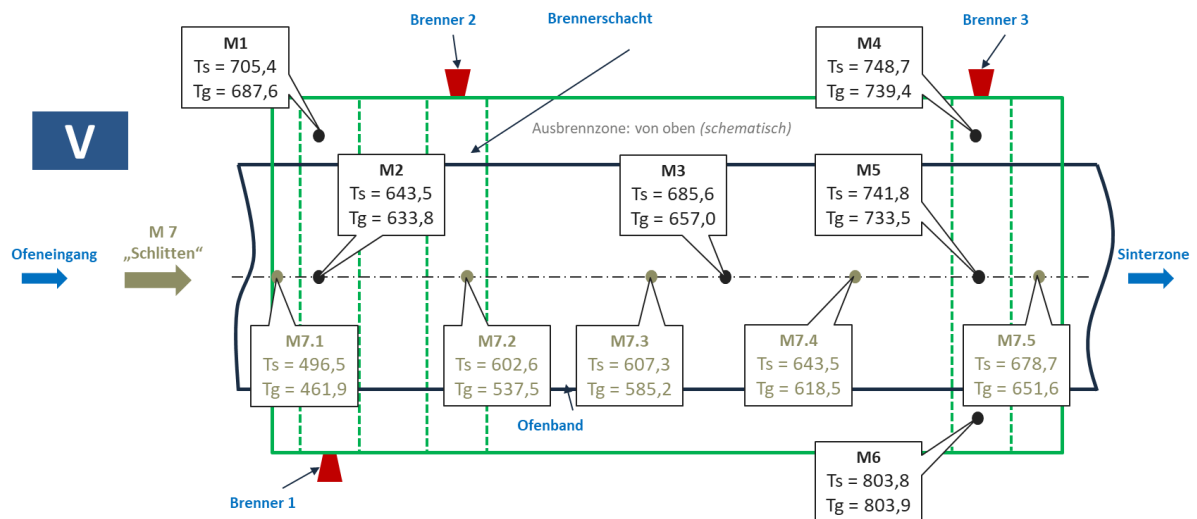 Brenner 2
Brennerschacht
Brenner 3
M1
Ts = 705,4
Tg = 687,6
M4
Ts = 748,7
Tg = 739,4
V
Ausbrennzone: von oben (schematisch)
M2
Ts = 643,5
Tg = 633,8
M3
Ts = 685,6
Tg = 657,0
M5
Ts = 741,8
Tg = 733,5
M 7
„Schlitten“
Ofeneingang
Sinterzone
M7.1
Ts = 496,5
Tg = 461,9
M7.2
Ts = 602,6
Tg = 537,5
M7.3
Ts = 607,3
Tg = 585,2
M7.4
Ts = 643,5
Tg = 618,5
M7.5
Ts = 678,7
Tg = 651,6
Ofenband
M6
Ts = 803,8
Tg = 803,9
Brenner 1